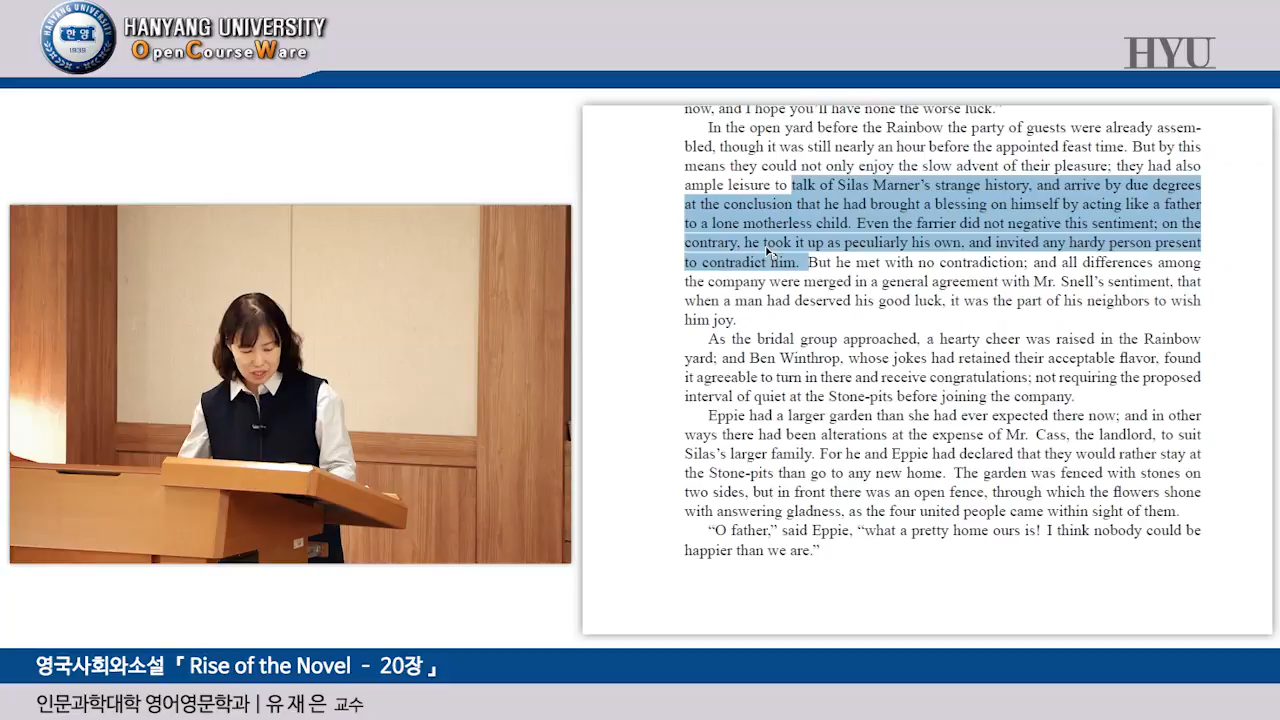 HANYANG UNIVERSITY
OpenCourseWare
한양
1939
HYU
now, and I hope you'll have none the worse luck."
In the open yard before the Rainbow the party of guests were already assem-
bled, though it was still nearly an hour before the appointed feast time. But by this
means they could not only enjoy the slow advent of their pleasure; they had also
ample leisure to talk of Silas Marner's strange history, and arrive by due degrees
at the conclusion that he had brought a blessing on himself by acting like a father
to a lone motherless child. Even the farrier did not negative this sentiment; on the
contrary, he took it up as peculiarly his own, and invited any hardy person present
to contradict him. But he met with no contradiction; and all differences among
the company were merged in a general agreement with Mr. Snell's sentiment, that
when a man had deserved his good luck, it was the part of his neighbors to wish
him joy.
As the bridal group approached, a hearty cheer was raised in the Rainbow
yard; and Ben Winthrop, whose jokes had retained their acceptable flavor, found
it agreeable to turn in there and receive congratulations; not requiring the proposed
interval of quiet at the Stone-pits before joining the company.
Eppie had a larger garden than she had ever expected there now; and in other
ways there had been alterations at the expense of Mr. Cass, the landlord, to suit
Silas's larger family. For he and Eppie had declared that they would rather stay at
the Stone-pits than go to any new home. The garden was fenced with stones on
two sides, but in front there was an open fence, through which the flowers shone
with answering gladness, as the four united people came within sight of them.
"O father," said Eppie, "what a pretty home ours is! I think nobody could be
happier than we are."
영국사회와소설 「 Rise of the Novel - 20장 」
인문과학대학 영어영문학과 | 유 재 은 교수